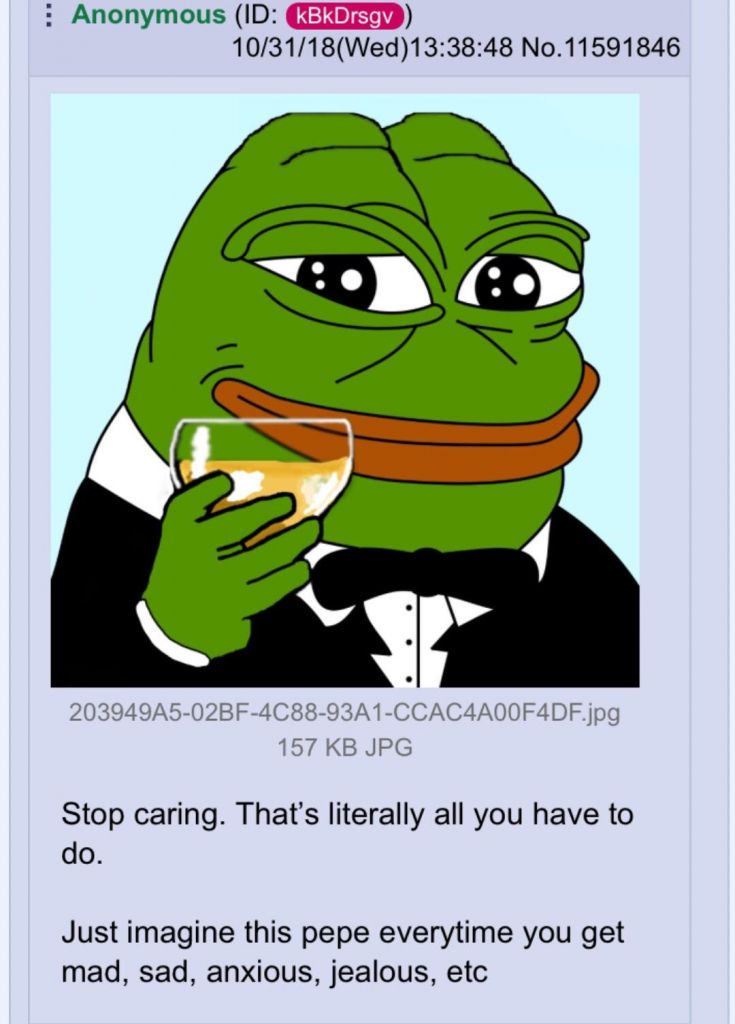 Anonymous (ID: kBkDrsgv)
10/31/18(Wed)13:38:48 No.11591846
203949A5-02BF-4C88-93A1-CCAC4A00F4DF.jpg
157 KB JPG
Stop caring. That’s literally all you have to
do.
Just imagine this pepe everytime you get
mad, sad, anxious, jealous, etc